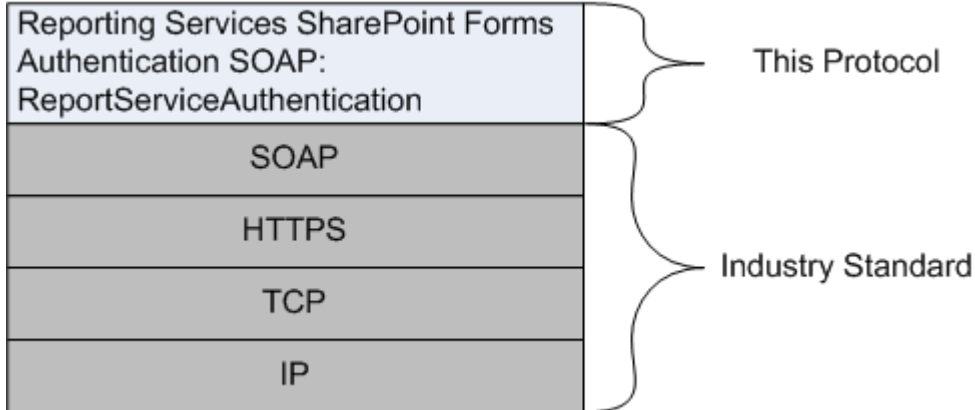 Reporting Services SharePoint Forms
Authentication SOAP:
ReportServiceAuthentication
This Protocol
SOAP
HTTPS
TCP
IP
Industry Standard